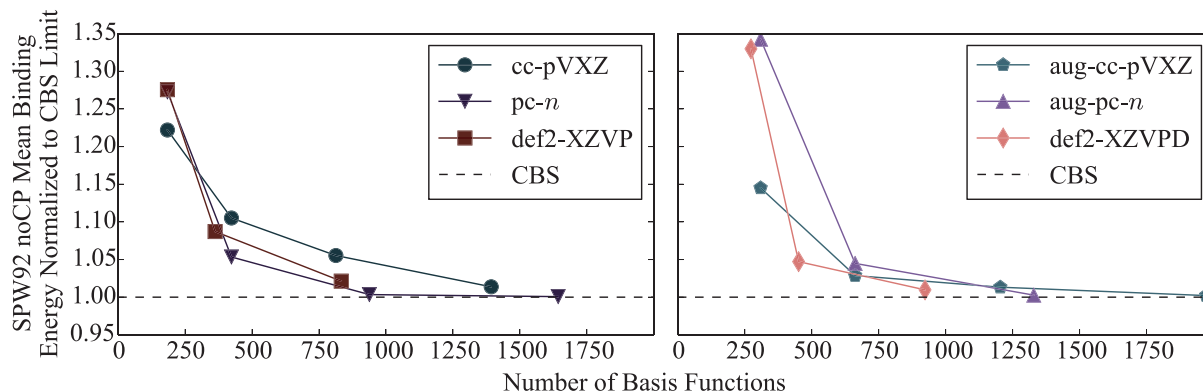 SPW92 noCP Mean Binding
Energy Normalized to CBS Limit
1.35
1.30
1.25
1.20
1.15
1.10
1.05
1.00
0.95
cc-pVXZ
pc-n
def2-XZVP
CBS
0 250 500 750 1000 1250 1500 1750
aug-cc-pVXZ
aug-pc-n
def2-XZVPD
CBS
0 250 500 750 1000 1250 1500 1750
Number of Basis Functions